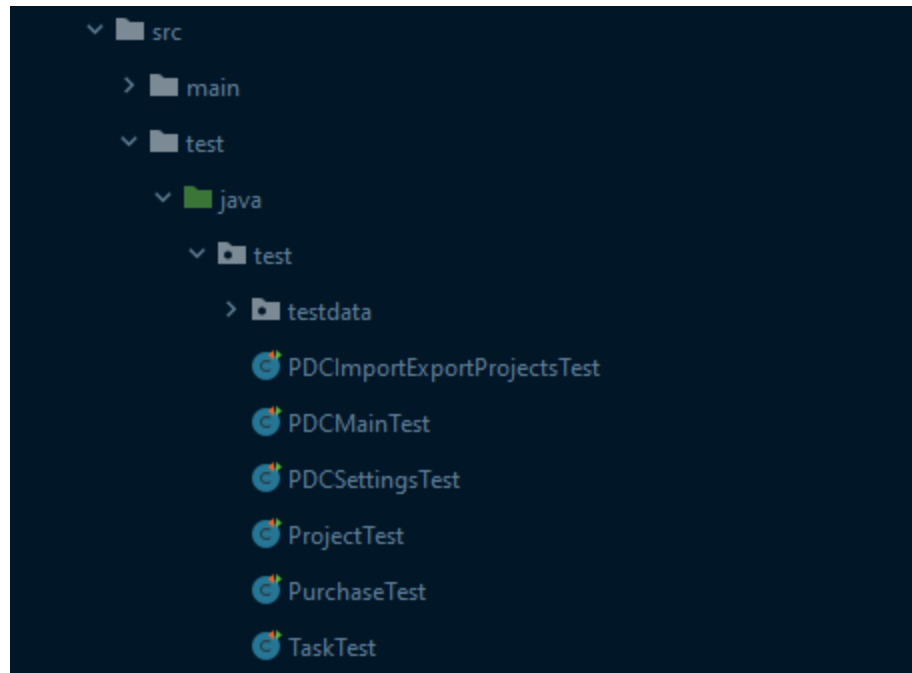 src
main
test
java
test
testdata
PDCImportExportProjectsTest
PDCMainTest
PDCSettingsTest
ProjectTest
PurchaseTest
TaskTest